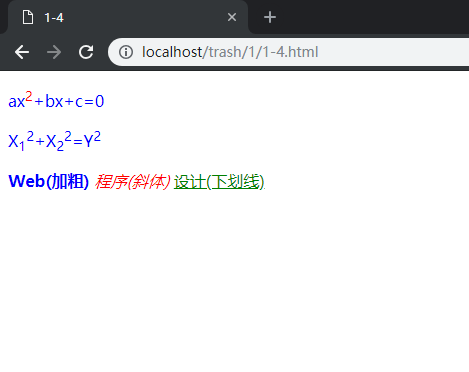 1-4
localhost/trash/1/1-4.html
ax²+bx+c=0
X₁²+X₂²=Y²
Web(加粗) 程序(斜体) 设计(下划线)